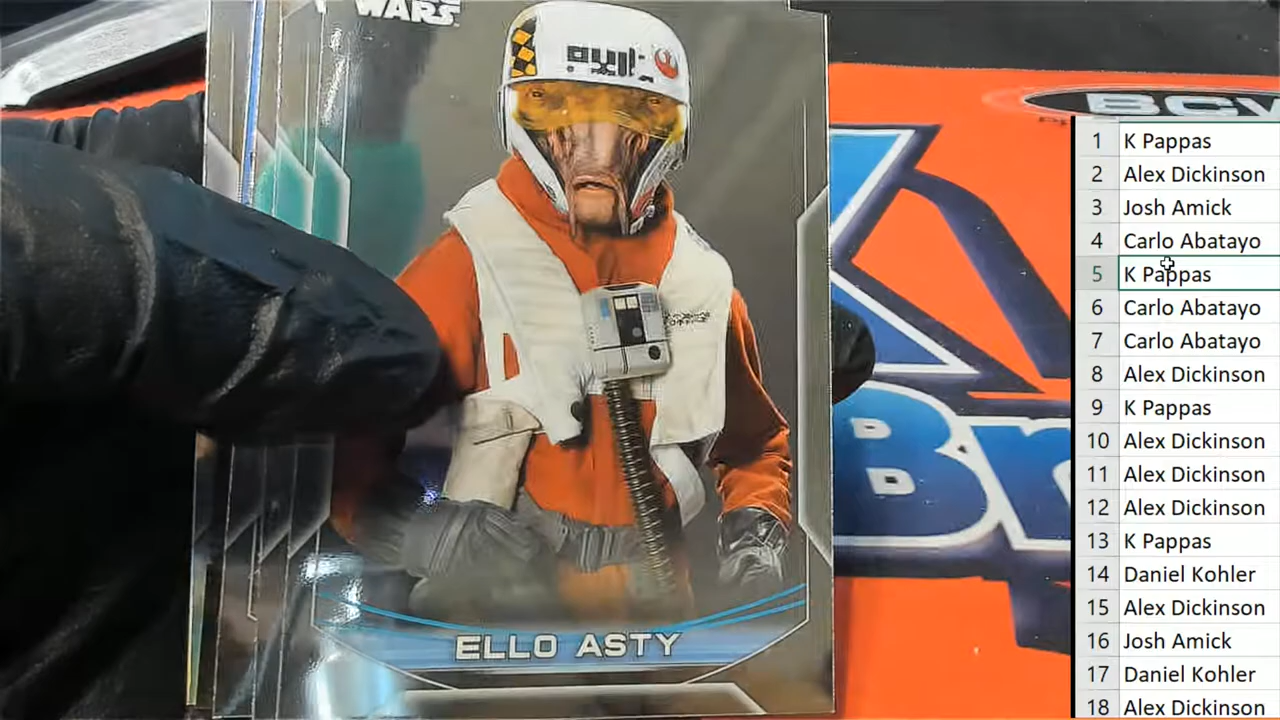 WARS
ELLO ASTY
BCW
Br
1 K Pappas
2 Alex Dickinson
3 Josh Amick
4 Carlo Abatayo
5 K Pappas
6 Carlo Abatayo
7 Carlo Abatayo
8 Alex Dickinson
9 K Pappas
10 Alex Dickinson
11 Alex Dickinson
12 Alex Dickinson
13 K Pappas
14 Daniel Kohler
15 Alex Dickinson
16 Josh Amick
17 Daniel Kohler
18 Alex Dickinson